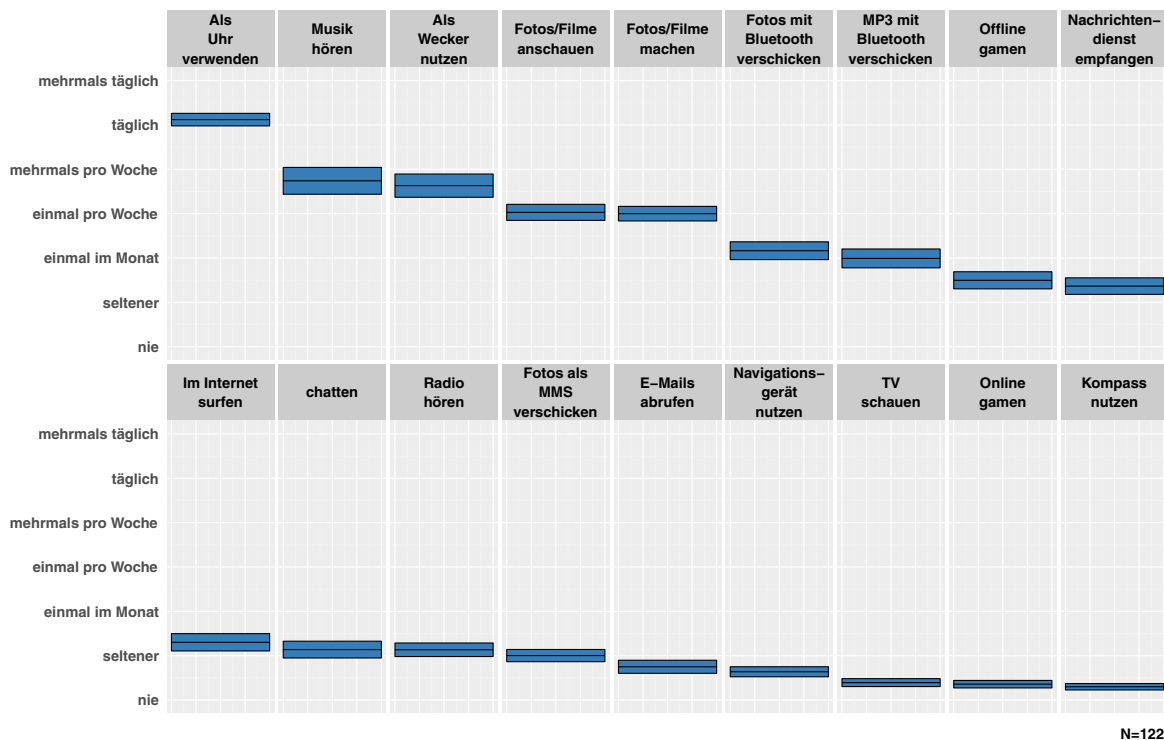 Als
Uhr
verwenden
Musik
hören
Als
Wecker
nutzen
Fotos/Filme
anschauen
Fotos/Filme
machen
Fotos mit
Bluetooth
verschicken
MP3 mit
Bluetooth
verschicken
Offline
gamen
Nachrichten−
dienst
empfangen
mehrmals täglich
täglich
mehrmals pro Woche
einmal pro Woche
einmal im Monat
seltener
nie
Im Internet
surfen
chatten
Radio
hören
Fotos als
MMS
verschicken
E−Mails
abrufen
Navigations−
gerät
nutzen
TV
schauen
Online
gamen
Kompass
nutzen
mehrmals täglich
täglich
mehrmals pro Woche
einmal pro Woche
einmal im Monat
seltener
nie
N=122